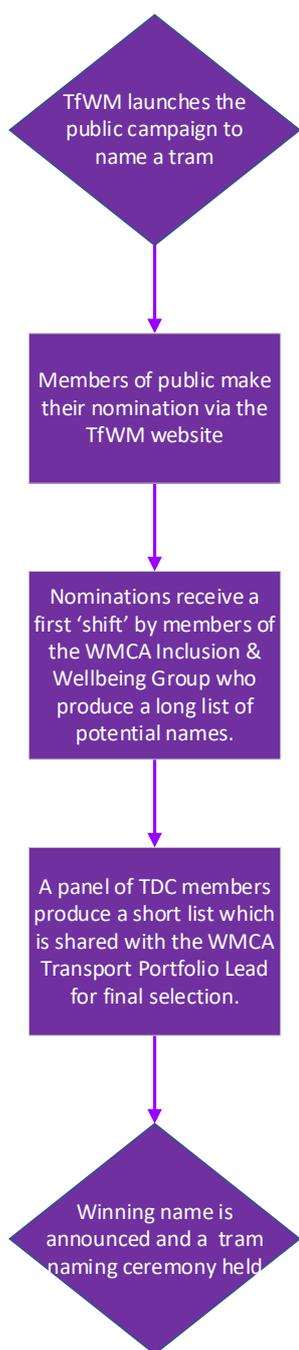 TfWM launches the
public campaign to
name a tram
Members of public make
their nomination via the
TfWM website
Nominations receive a
first ‘shift’ by members of
the WMCA Inclusion &
Wellbeing Group who
produce a long list of
potential names.
A panel of TDC members
produce a short list which
is shared with the WMCA
Transport Portfolio Lead
for final selection.
Winning name is
announced and a tram
naming ceremony held